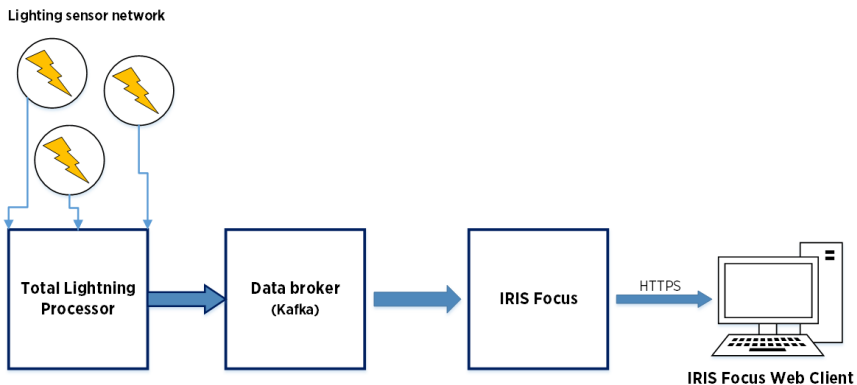 Lighting sensor network
Total Lightning
Processor
Data broker
(Kafka)
IRIS Focus
HTTPS
IRIS Focus Web Client